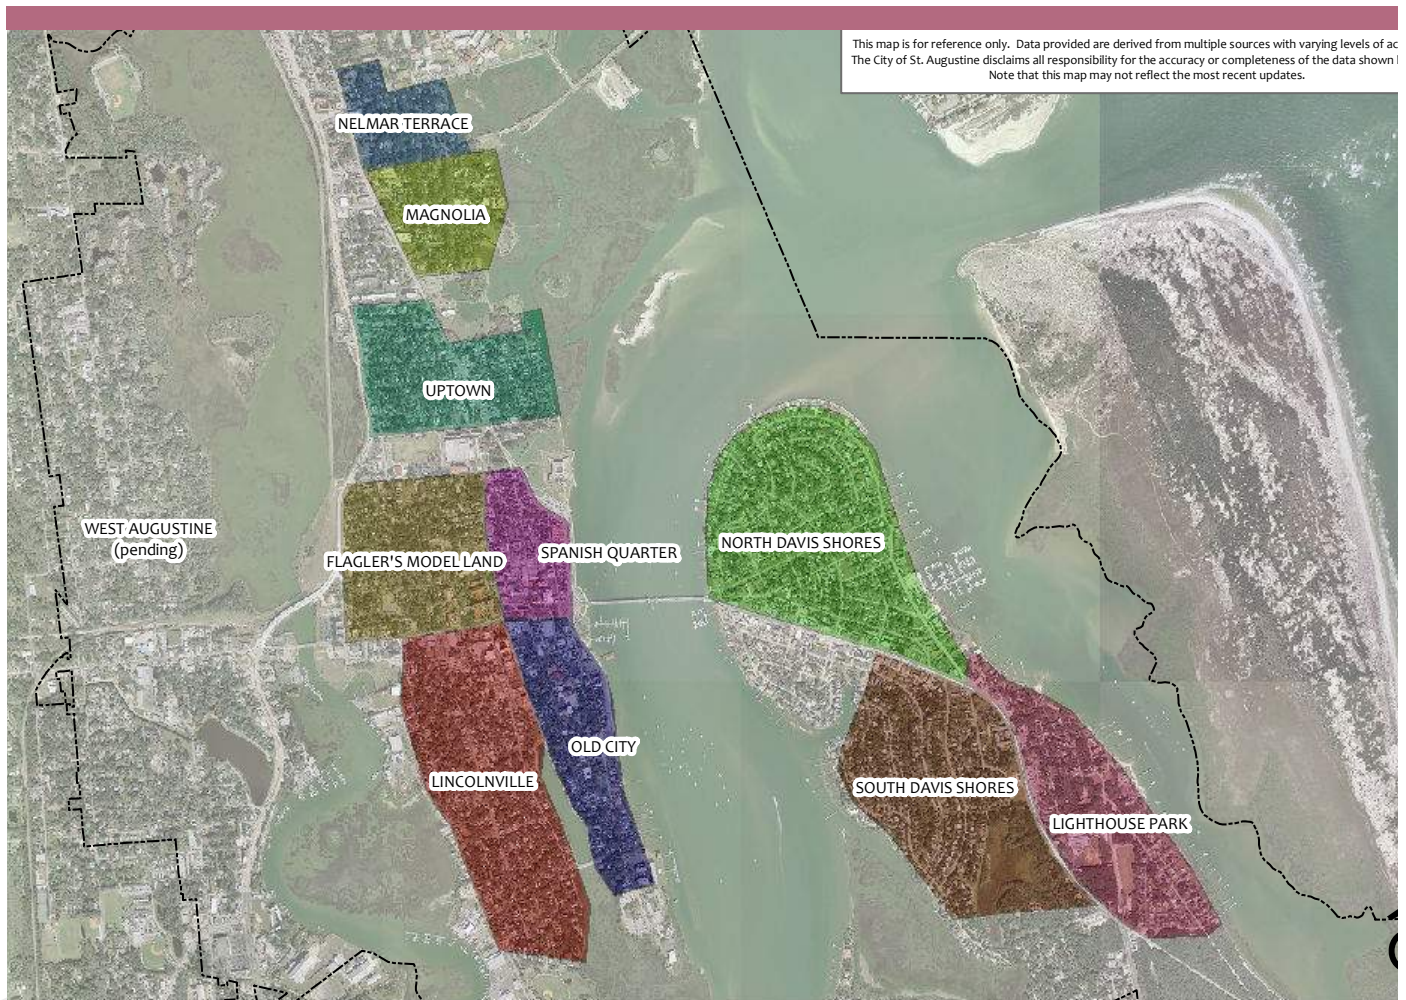 This map is for reference only. Data provided are derived from multiple sources with varying levels of
The City of St. Augustine disclaims all responsibility for the accuracy or completeness of the data shown
Note that this map may not reflect the most recent updates.
NELMAR TERRACE
MAGNOLIA
UPTOWN
WEST AUGUSTINE
(pending)
FLAGLER'S MODEL LAND
SPANISH QUARTER
NORTH DAVIS SHORES
OLD CITY
LINCOLNVILLE
SOUTH DAVIS SHORES
LIGHTHOUSE PARK